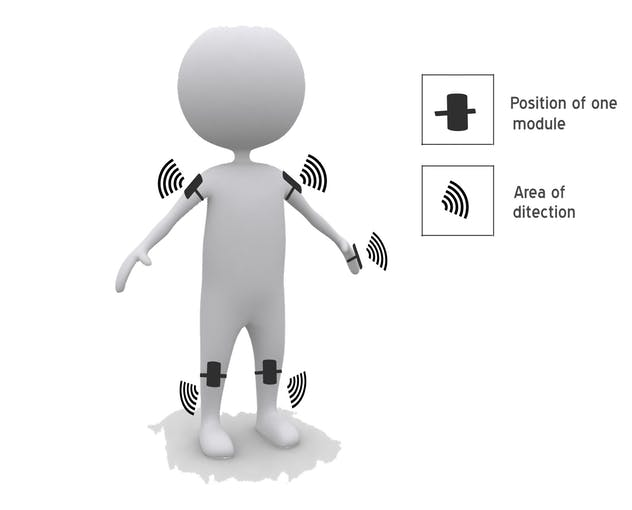 Position of one
module
Area of
ditection